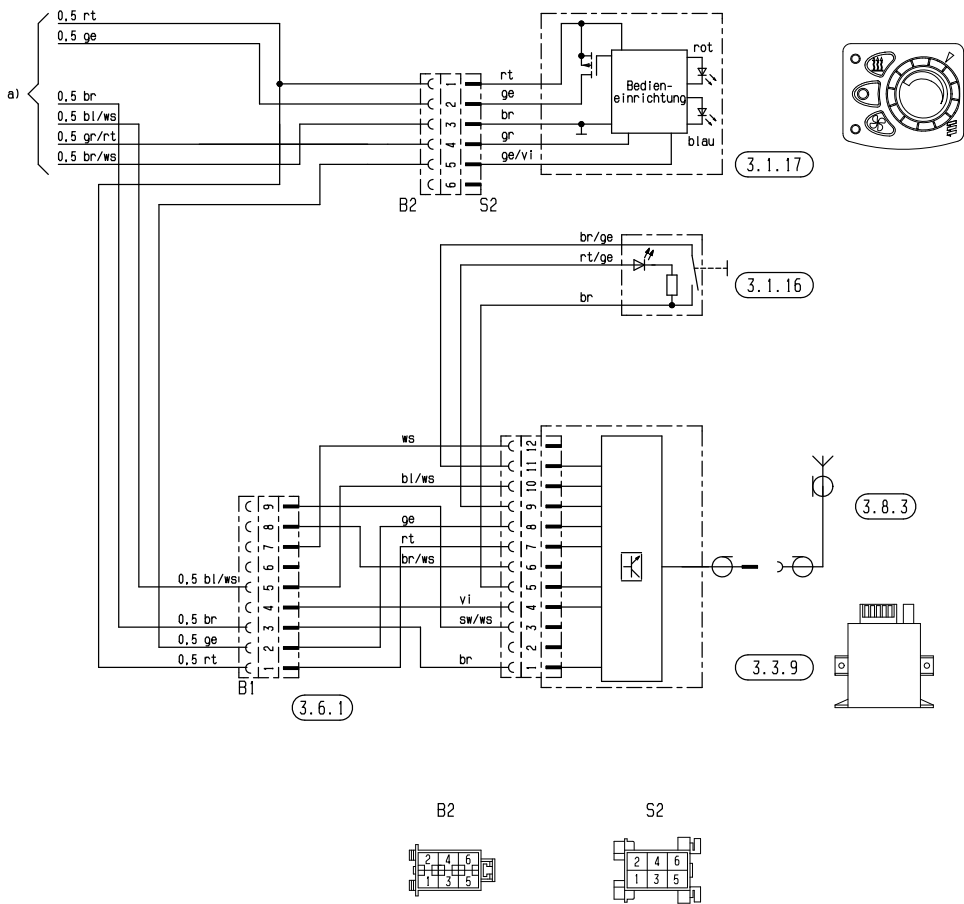 0,5 rt
0,5 ge
a)
0,5 br
0,5 bl/ws
0,5 gr/rt
0,5 br/ws
1
2
3
4
5
6
B2
S2
rt
ge
br
gr
ge/vi
Bedien-
einrichtung
rot
blau
3.1.17
br/ge
rt/ge
br
3.1.16
ws
bl/ws
ge
rt
br/ws
vi
sw/ws
br
12
11
10
9
8
7
6
5
4
3
2
1
9
8
7
6
5
4
3
2
1
0,5 bl/ws
0,5 br
0,5 ge
0,5 rt
B1
3.6.1
3.8.3
3.3.9
B2
S2
2 4 6
1 3 5
2 4 6
1 3 5